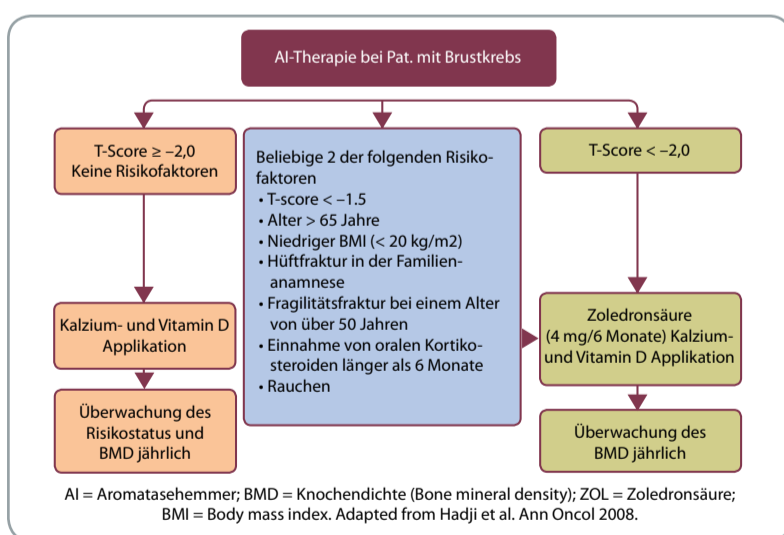 AI-Therapie bei Pat. mit Brustkrebs
T-Score ≥ –2,0
Keine Risikofaktoren
Kalzium- und Vitamin D
Applikation
Überwachung des
Risikostatus und
BMD jährlich
Beliebige 2 der folgenden Risiko-
faktoren
• T-score < –1.5
• Alter > 65 Jahre
• Niedriger BMI (< 20 kg/m2)
• Hüftfraktur in der Familien-
anamnese
• Fragilitätsfraktur bei einem Alter
von über 50 Jahren
• Einnahme von oralen Kortiko-
steroiden länger als 6 Monate
• Rauchen
T-Score < –2,0
Zoledronsäure
(4 mg/6 Monate) Kalzium-
und Vitamin D Applikation
Überwachung des
BMD jährlich
AI = Aromatasehemmer; BMD = Knochendichte (Bone mineral density); ZOL = Zoledronsäure;
BMI = Body mass index. Adapted from Hadji et al. Ann Oncol 2008.